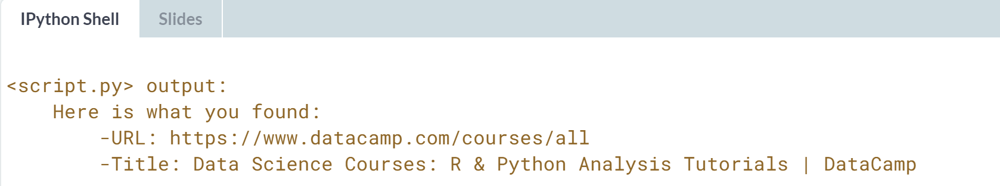 IPython Shell Slides
<script.py> output:
Here is what you found:
-URL: https://www.datacamp.com/courses/all
-Title: Data Science Courses: R & Python Analysis Tutorials | DataCamp